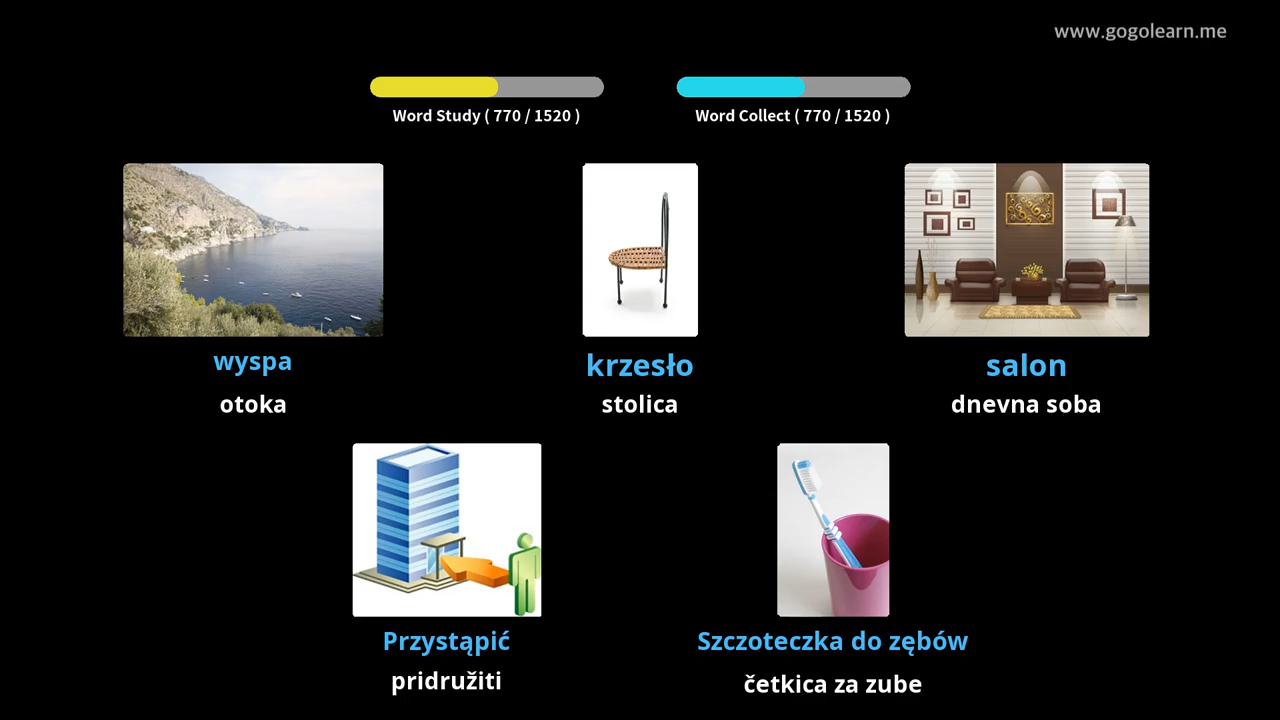 www.gogolearn.me
Word Study ( 770 / 1520 )
Word Collect ( 770 / 1520 )
wyspa
otoka
krzesło
stolica
salon
dnevna soba
Przystąpić
pridružiti
Szczoteczka do zębów
četkica za zube